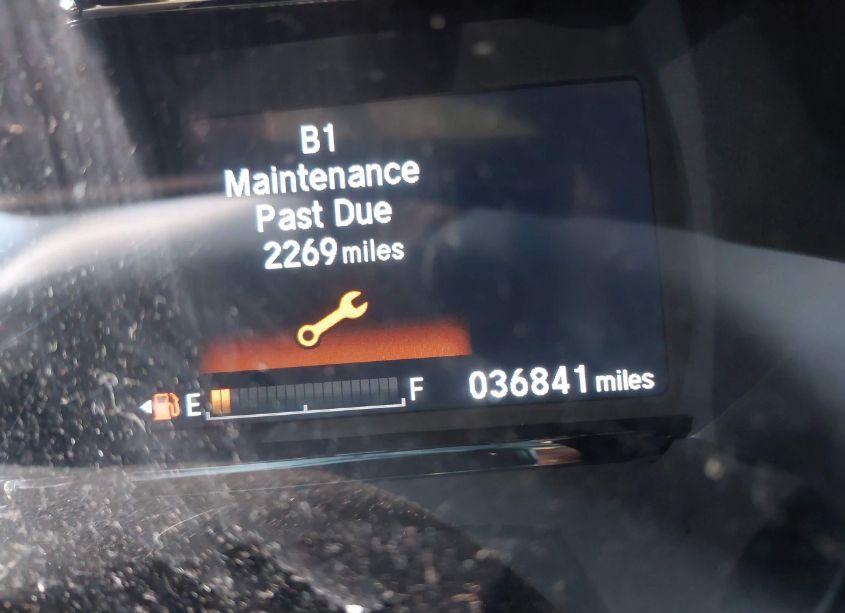 B1
Maintenance
Past Due
2269 miles
E F
036841 miles